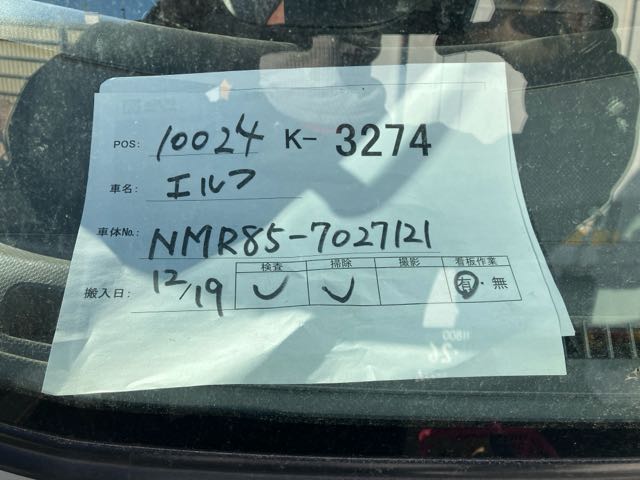 POS: 10024 K- 3274
車名: エルフ
車体No.: NMR85-7027121
検査 掃除 撮影 看板作業
搬入日: 12/19 ✓ ✓ 有・無